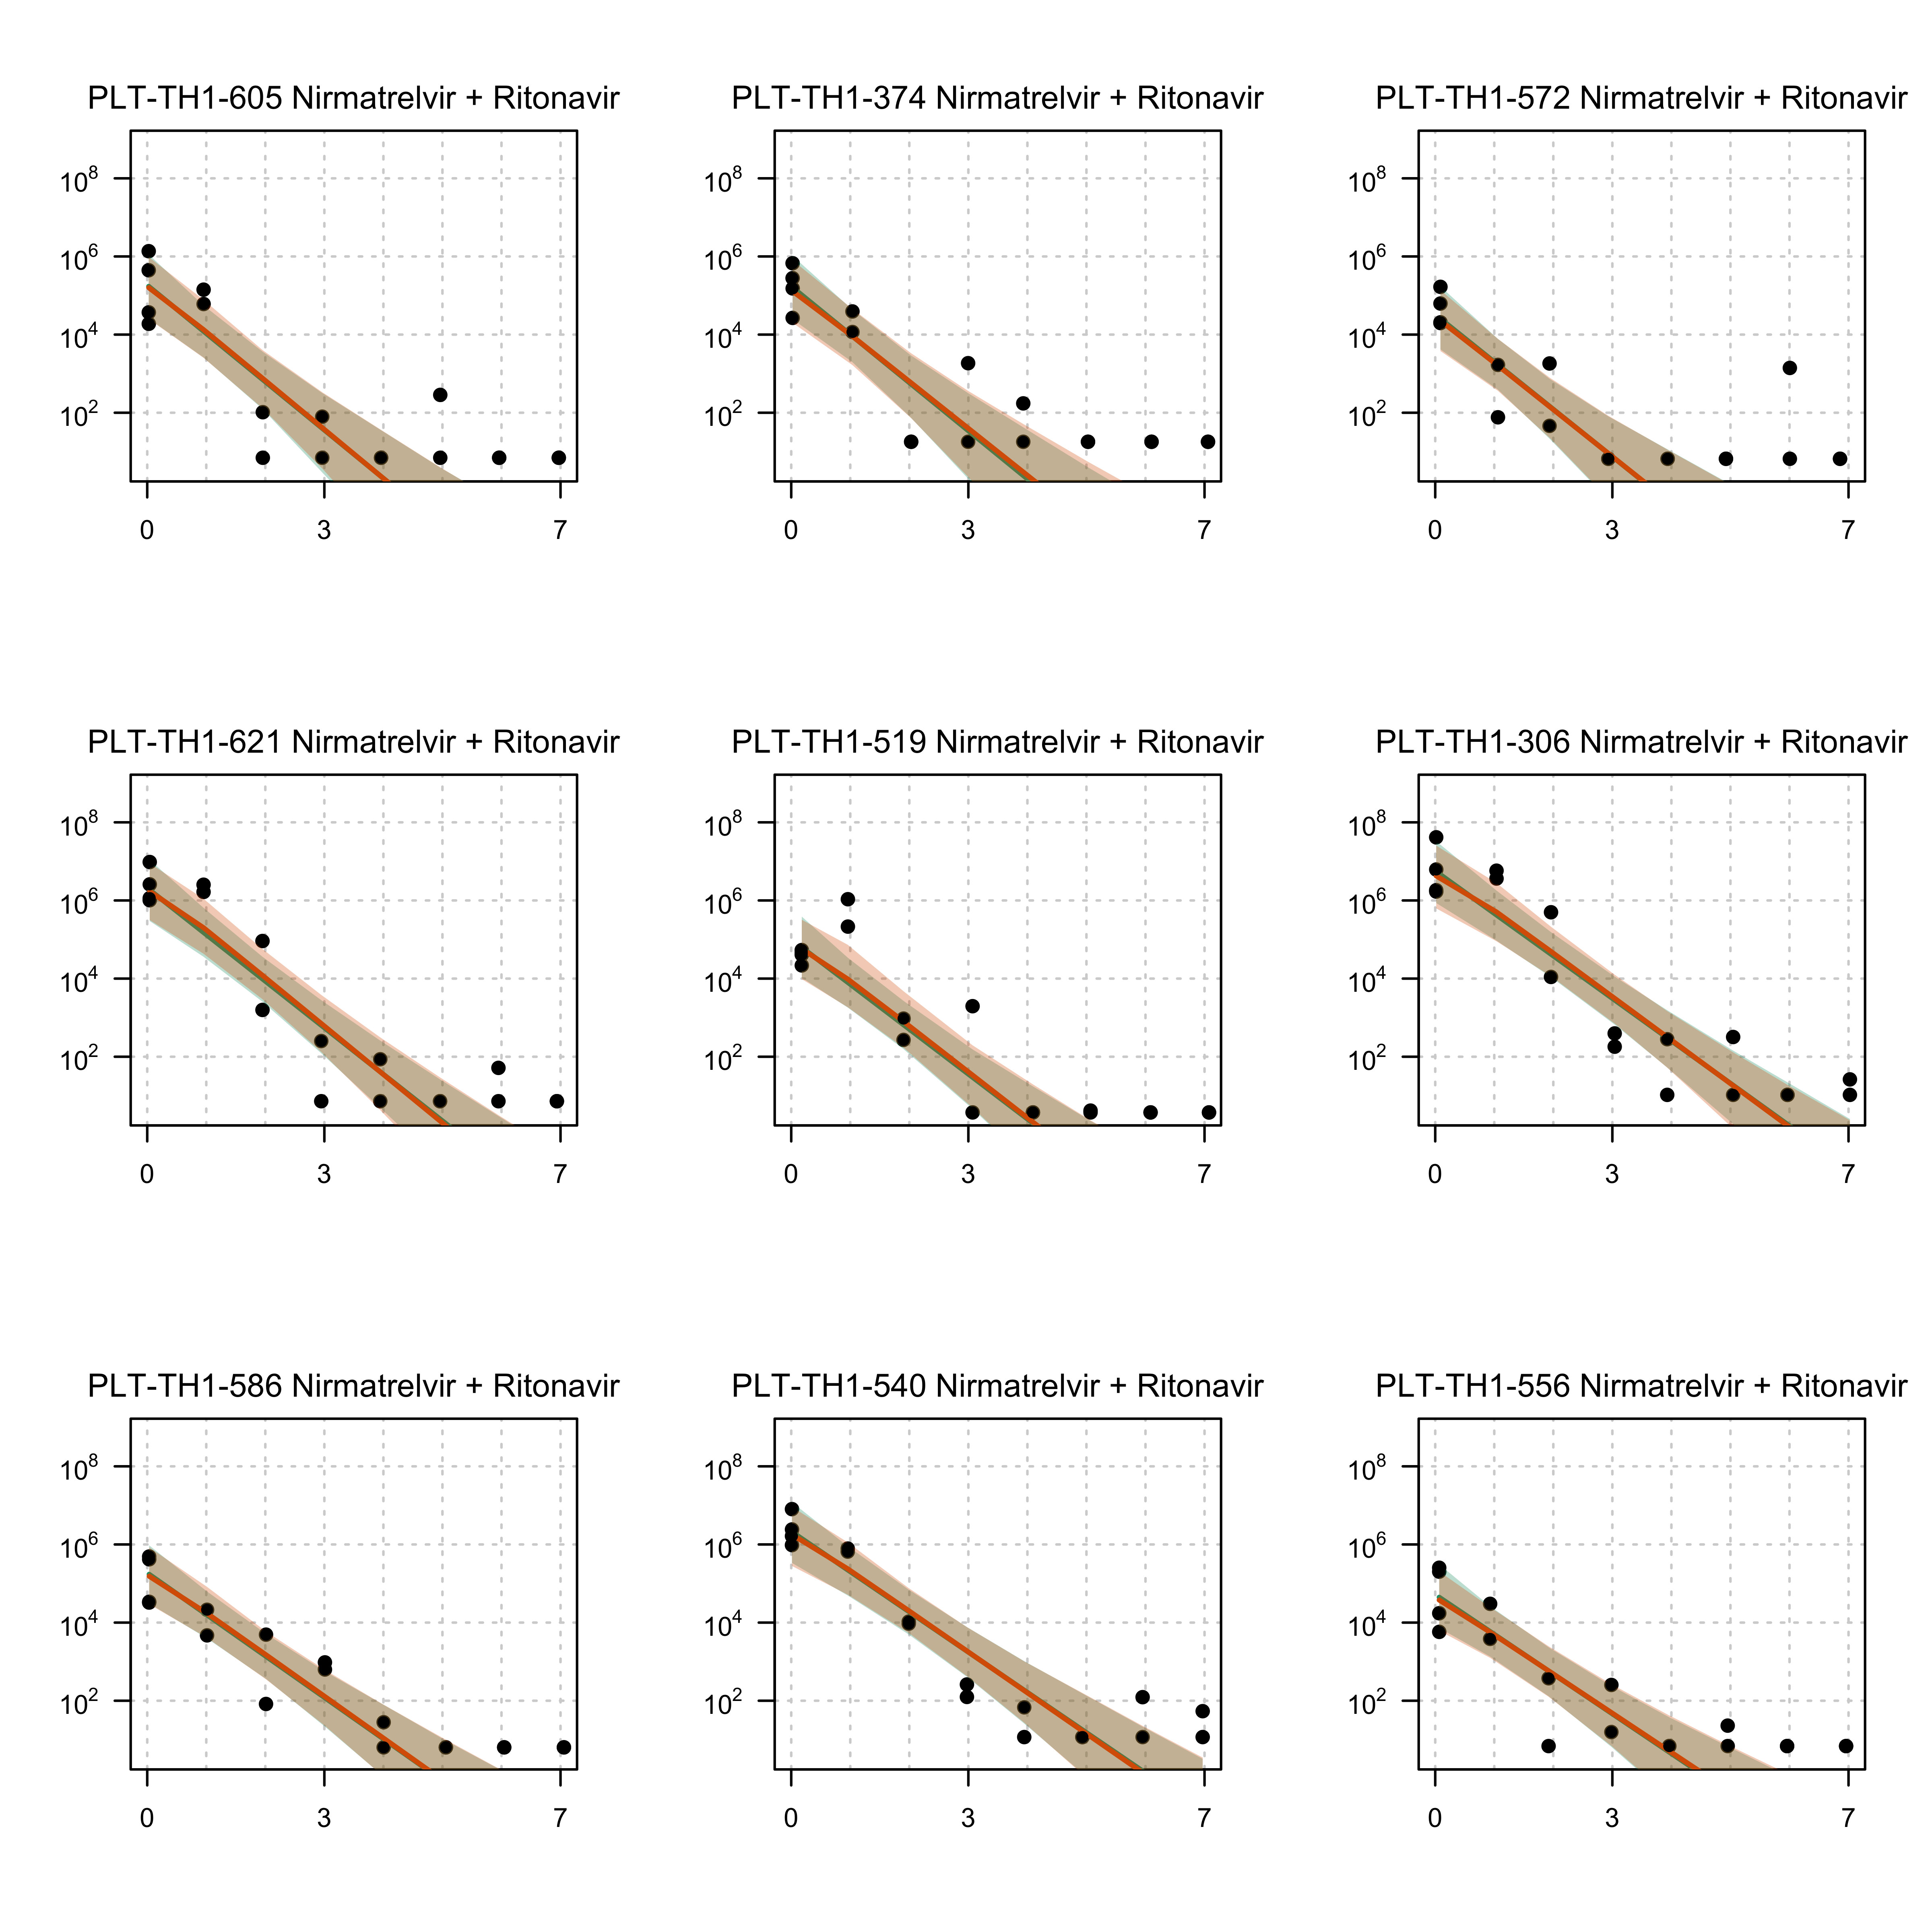 PLT-TH1-605 Nirmatrelvir + Ritonavir
10^8
10^6
10^4
10^2
0 3 7
PLT-TH1-374 Nirmatrelvir + Ritonavir
10^8
10^6
10^4
10^2
0 3 7
PLT-TH1-572 Nirmatrelvir + Ritonavir
10^8
10^6
10^4
10^2
0 3 7
PLT-TH1-621 Nirmatrelvir + Ritonavir
10^8
10^6
10^4
10^2
0 3 7
PLT-TH1-519 Nirmatrelvir + Ritonavir
10^8
10^6
10^4
10^2
0 3 7
PLT-TH1-306 Nirmatrelvir + Ritonavir
10^8
10^6
10^4
10^2
0 3 7
PLT-TH1-586 Nirmatrelvir + Ritonavir
10^8
10^6
10^4
10^2
0 3 7
PLT-TH1-540 Nirmatrelvir + Ritonavir
10^8
10^6
10^4
10^2
0 3 7
PLT-TH1-556 Nirmatrelvir + Ritonavir
10^8
10^6
10^4
10^2
0 3 7